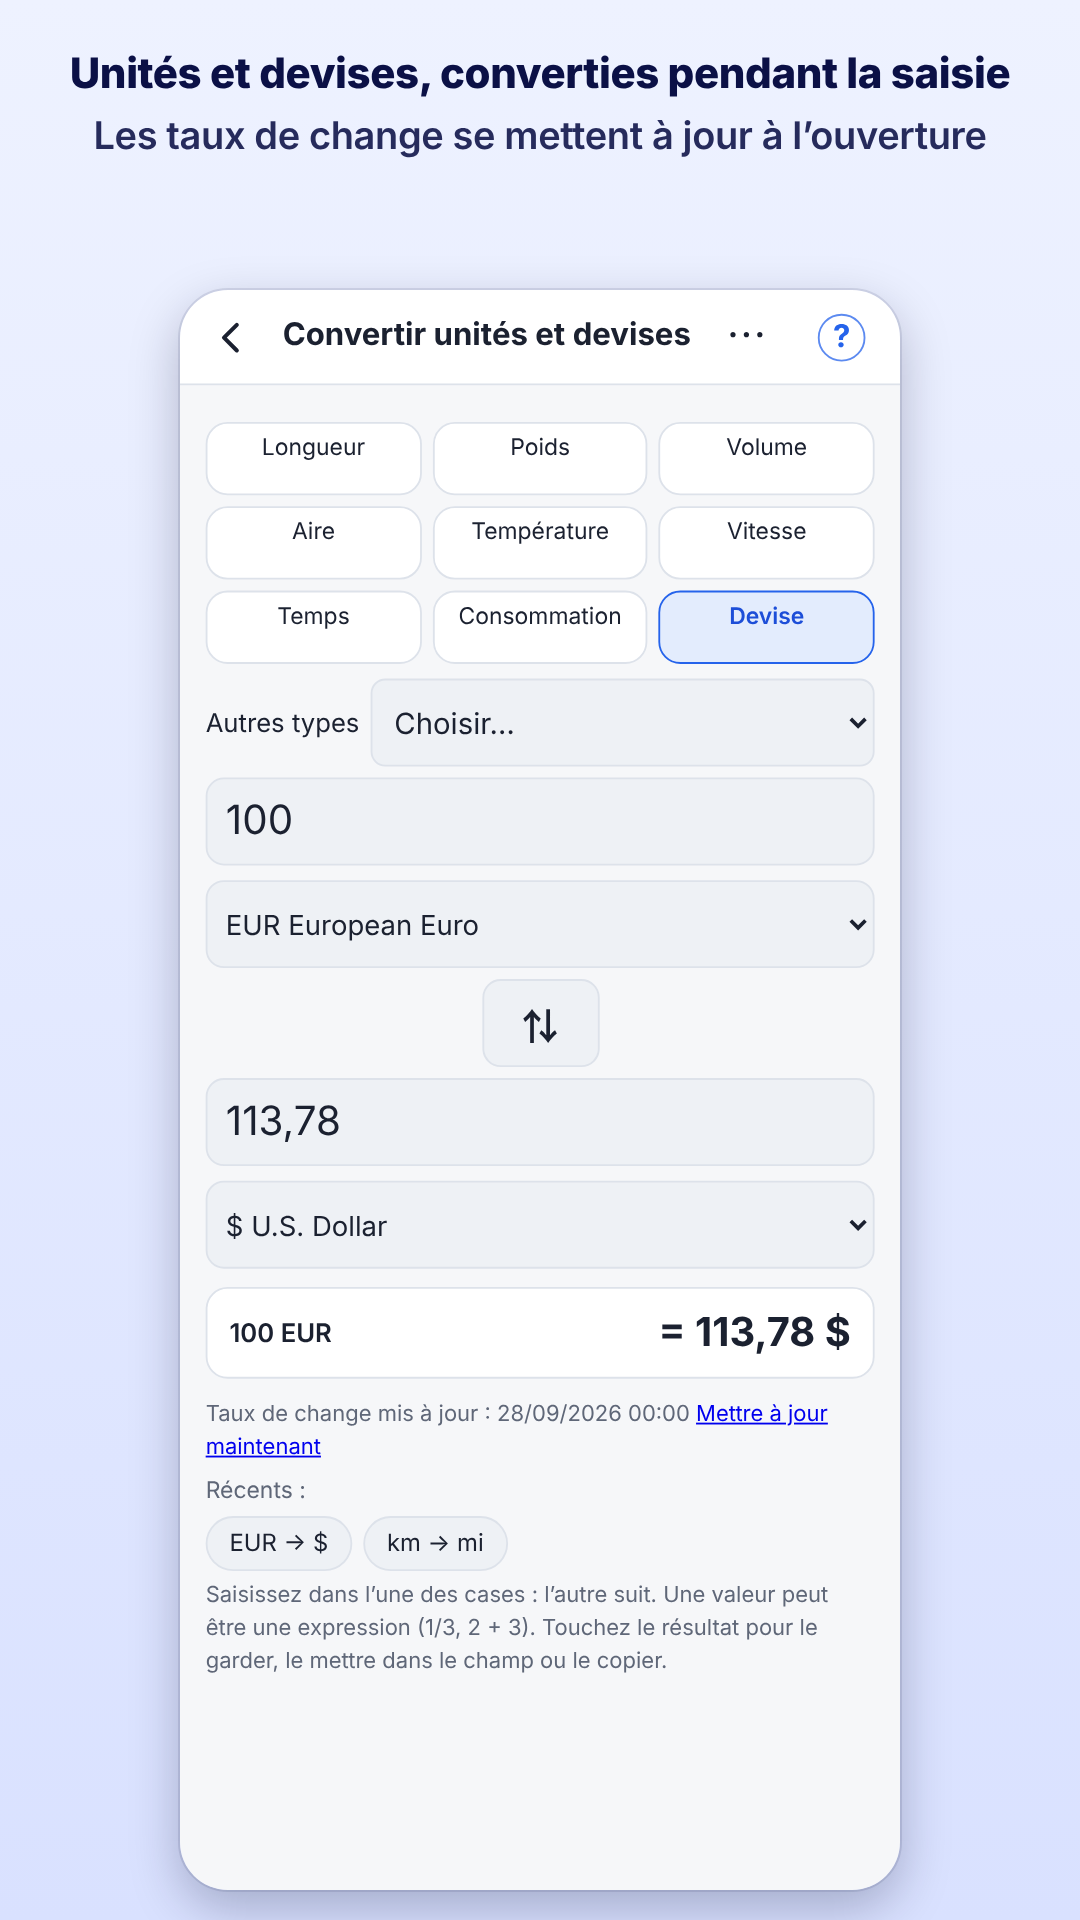 Unités et devises, converties pendant la saisie
Les taux de change se mettent à jour à l’ouverture
Convertir unités et devises
···
?
Longueur
Poids
Volume
Aire
Température
Vitesse
Temps
Consommation
Devise
Autres types
Choisir...
100
EUR European Euro
113,78
$ U.S. Dollar
100 EUR
= 113,78 $
Taux de change mis à jour : 28/09/2026 00:00 Mettre à jour
maintenant
Récents :
EUR → $
km → mi
Saisissez dans l’une des cases : l’autre suit. Une valeur peut
être une expression (1/3, 2 + 3). Touchez le résultat pour le
garder, le mettre dans le champ ou le copier.